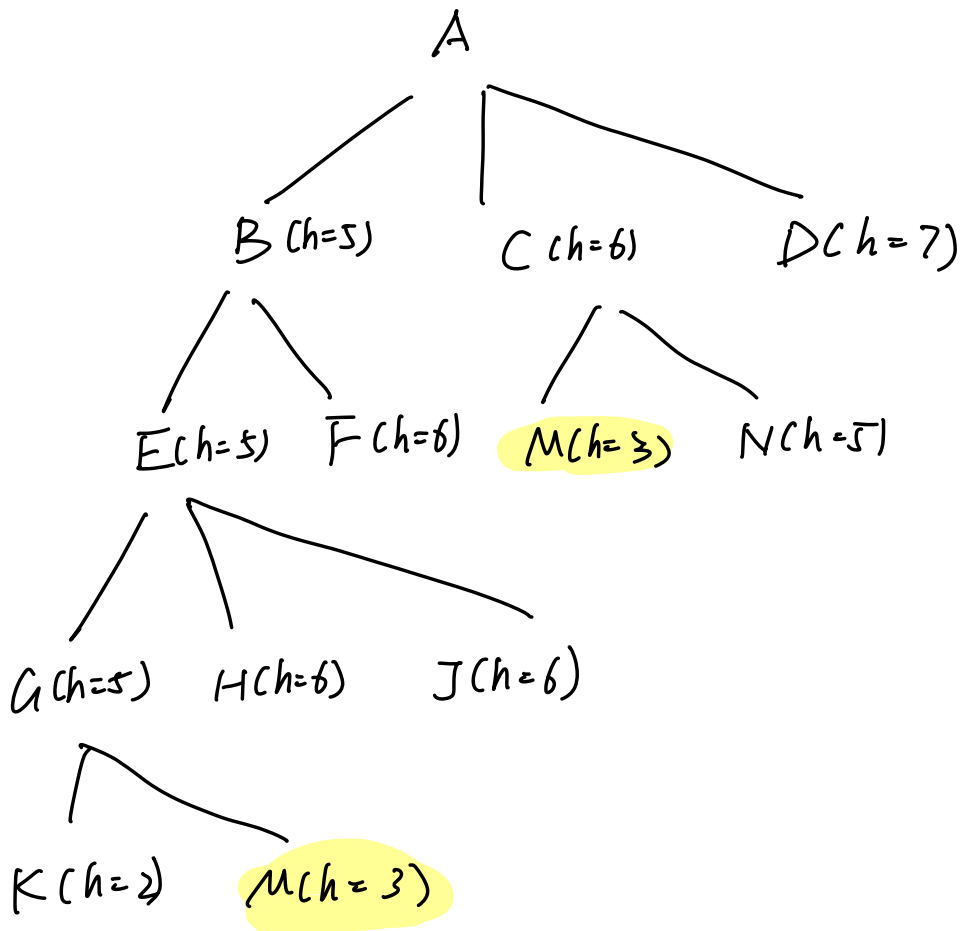 A
B (h=5) C (h=6) D (h=7)
E (h=5) F (h=6) M (h=3) N (h=5)
G (h=5) H (h=6) J (h=6)
K (h=2) M (h=3)